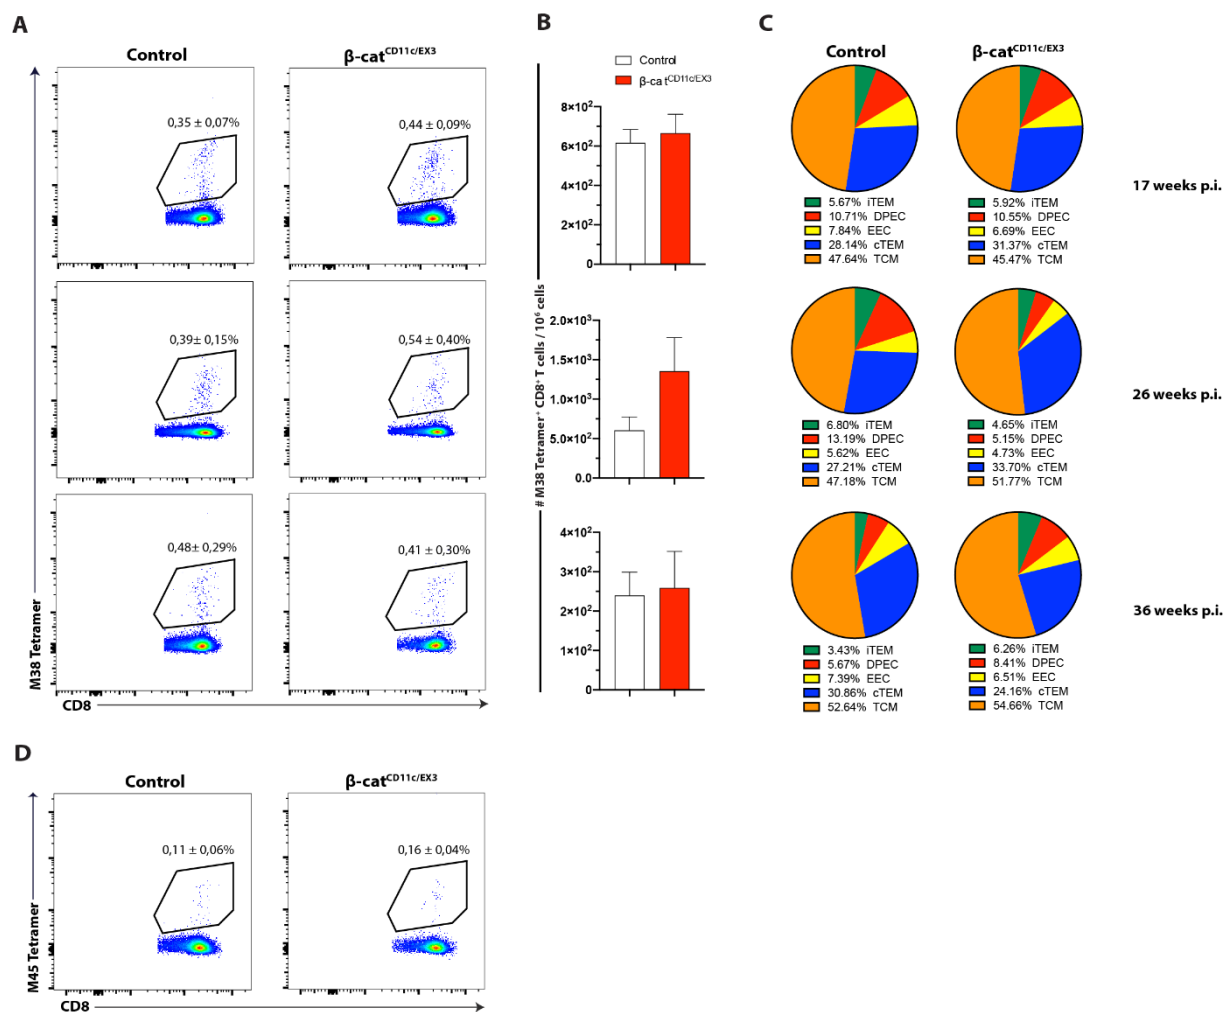 A
B
C
Control
β-cat^CD11c/EX3
Control
β-cat^CD11c/EX3
Control
β-cat^CD11c/EX3
0,35 ± 0,07%
0,44 ± 0,09%
0,39± 0,15%
0,54 ± 0,40%
0,48± 0,29%
0,41 ± 0,30%
M38 Tetramer
CD8
# M38 Tetramer⁺ CD8⁺ T cells / 10⁶ cells
8×10²
6×10²
4×10²
2×10²
0
2.0×10³
1.5×10³
1.0×10³
5.0×10²
0.0
4×10²
3×10²
2×10²
1×10²
0
5.67% iTEM
10.71% DPEC
7.84% EEC
28.14% cTEM
47.64% TCM
5.92% iTEM
10.55% DPEC
6.69% EEC
31.37% cTEM
45.47% TCM
17 weeks p.i.
6.80% iTEM
13.19% DPEC
5.62% EEC
27.21% cTEM
47.18% TCM
4.65% iTEM
5.15% DPEC
4.73% EEC
33.70% cTEM
51.77% TCM
26 weeks p.i.
3.43% iTEM
5.67% DPEC
7.39% EEC
30.86% cTEM
52.64% TCM
6.26% iTEM
8.41% DPEC
6.51% EEC
24.16% cTEM
54.66% TCM
36 weeks p.i.
D
Control
β-cat^CD11c/EX3
0,11 ± 0,06%
0,16 ± 0,04%
M45 Tetramer
CD8